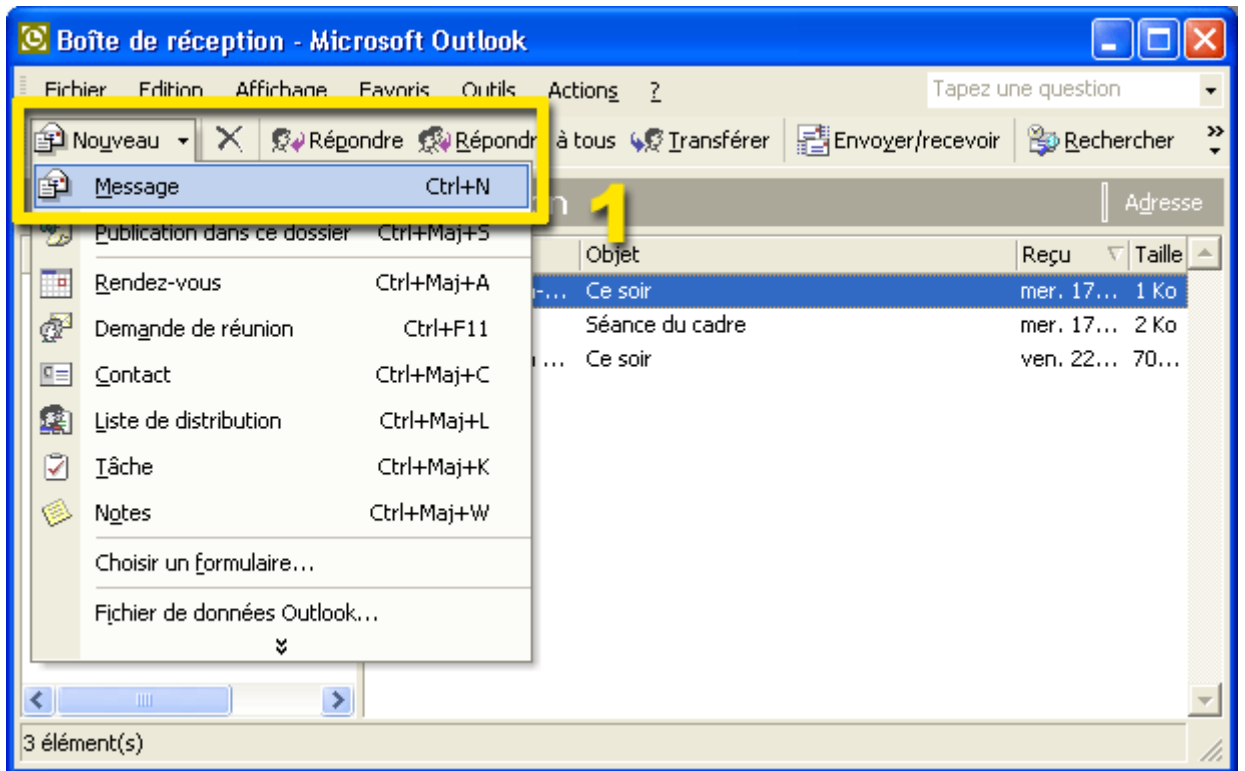 Boîte de réception - Microsoft Outlook
Fichier Edition Affichage Favoris Outils Actions ? Tapez une question
Nouveau Répondre Répondre à tous Transférer Envoyer/recevoir Rechercher
Message Ctrl+N
1
Adresse
Publication dans ce dossier Ctrl+Maj+S
Objet Reçu Taille
Rendez-vous Ctrl+Maj+A
Ce soir mer. 17... 1 Ko
Demande de réunion Ctrl+F11
Séance du cadre mer. 17... 2 Ko
Contact Ctrl+Maj+C
... Ce soir ven. 22... 70...
Liste de distribution Ctrl+Maj+L
Tâche Ctrl+Maj+K
Notes Ctrl+Maj+W
Choisir un formulaire...
Fichier de données Outlook...
3 élément(s)